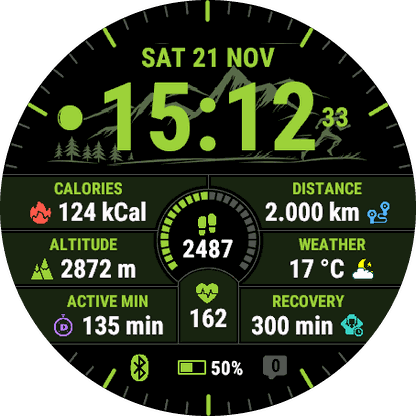 SAT 21 NOV
15:12 33
CALORIES
124 kCal
DISTANCE
2.000 km
2487
ALTITUDE
2872 m
WEATHER
17 °C
ACTIVE MIN
D 135 min
162
RECOVERY
300 min
50%
0